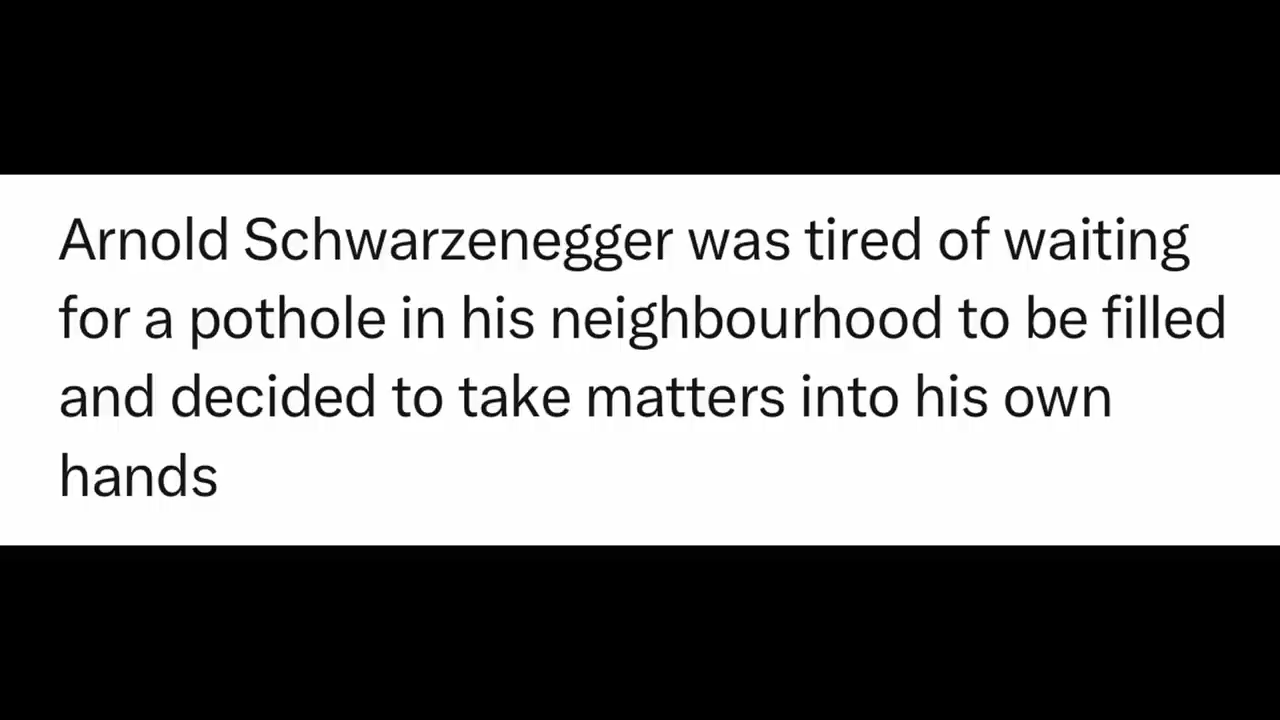 Arnold Schwarzenegger was tired of waiting
for a pothole in his neighbourhood to be filled
and decided to take matters into his own
hands